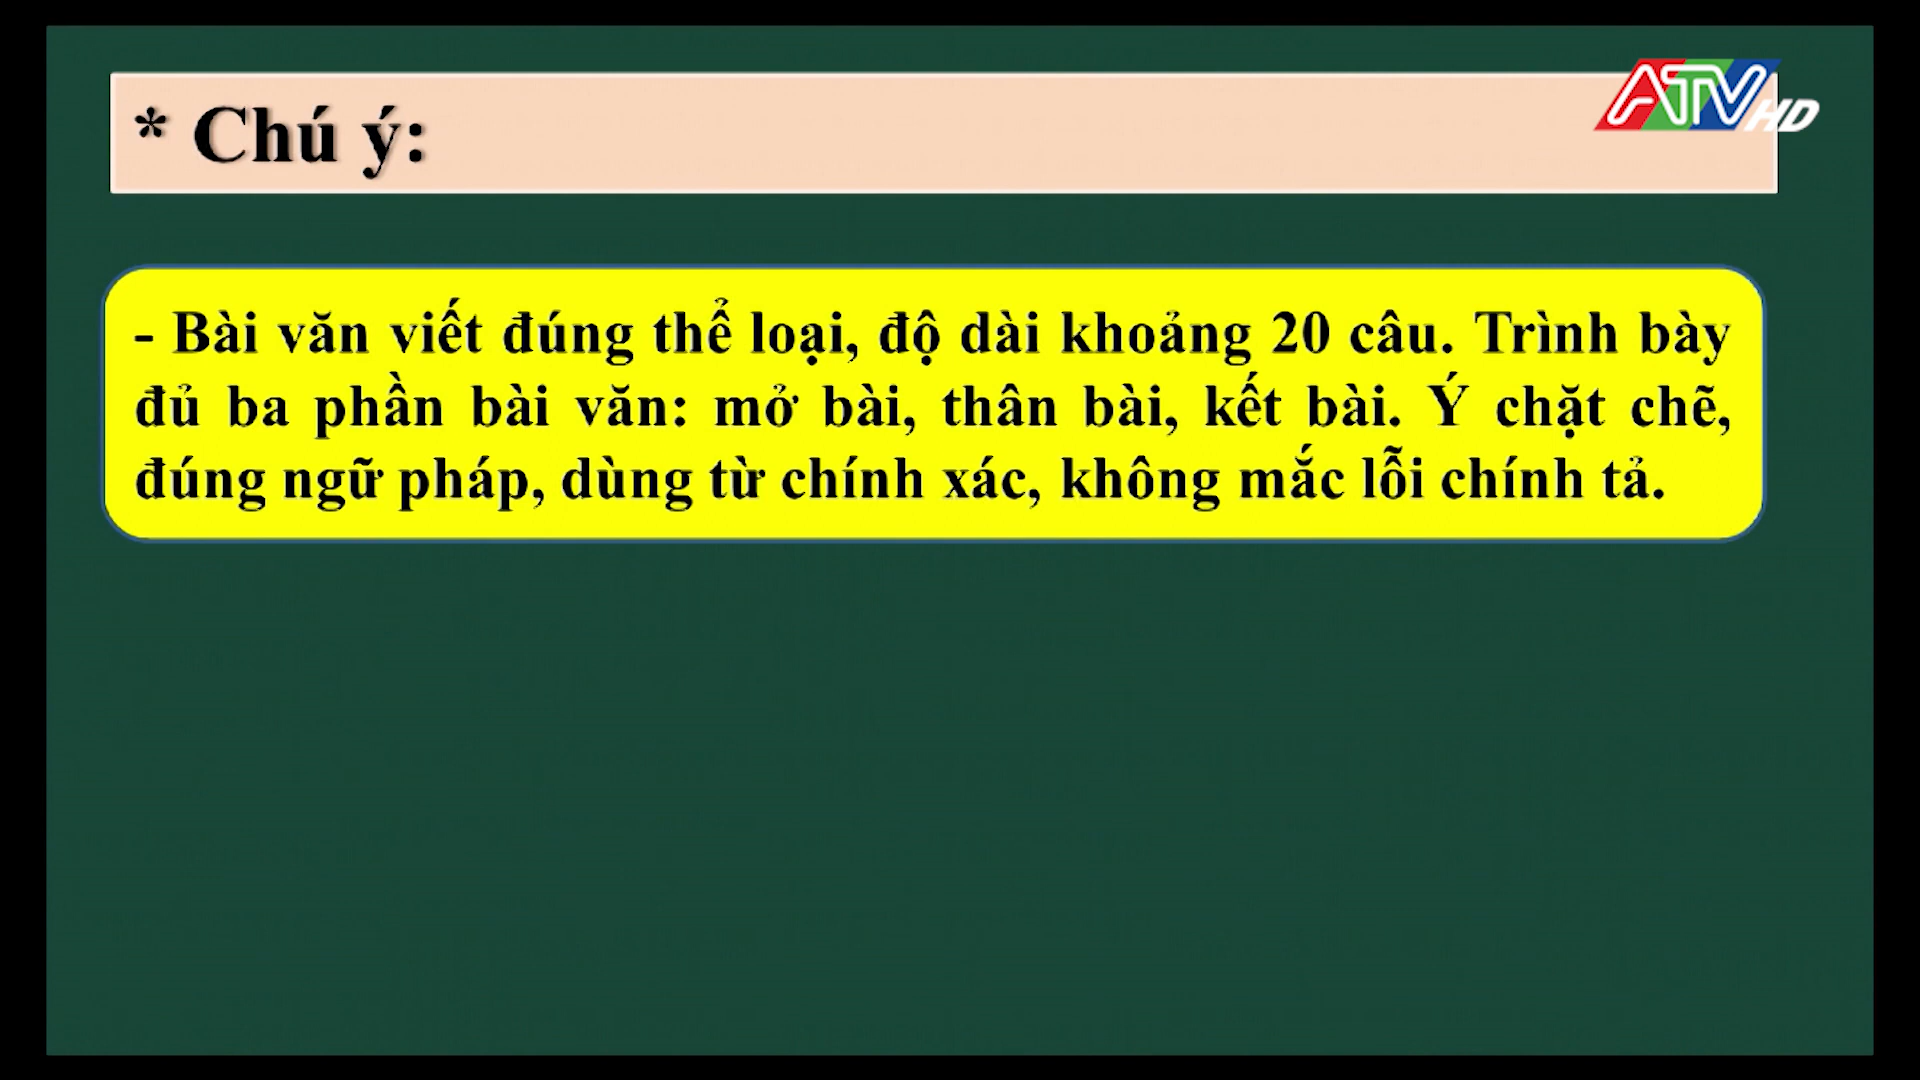 * Chú ý:
ATV HD
- Bài văn viết đúng thể loại, độ dài khoảng 20 câu. Trình bày
đủ ba phần bài văn: mở bài, thân bài, kết bài. Ý chặt chẽ,
đúng ngữ pháp, dùng từ chính xác, không mắc lỗi chính tả.